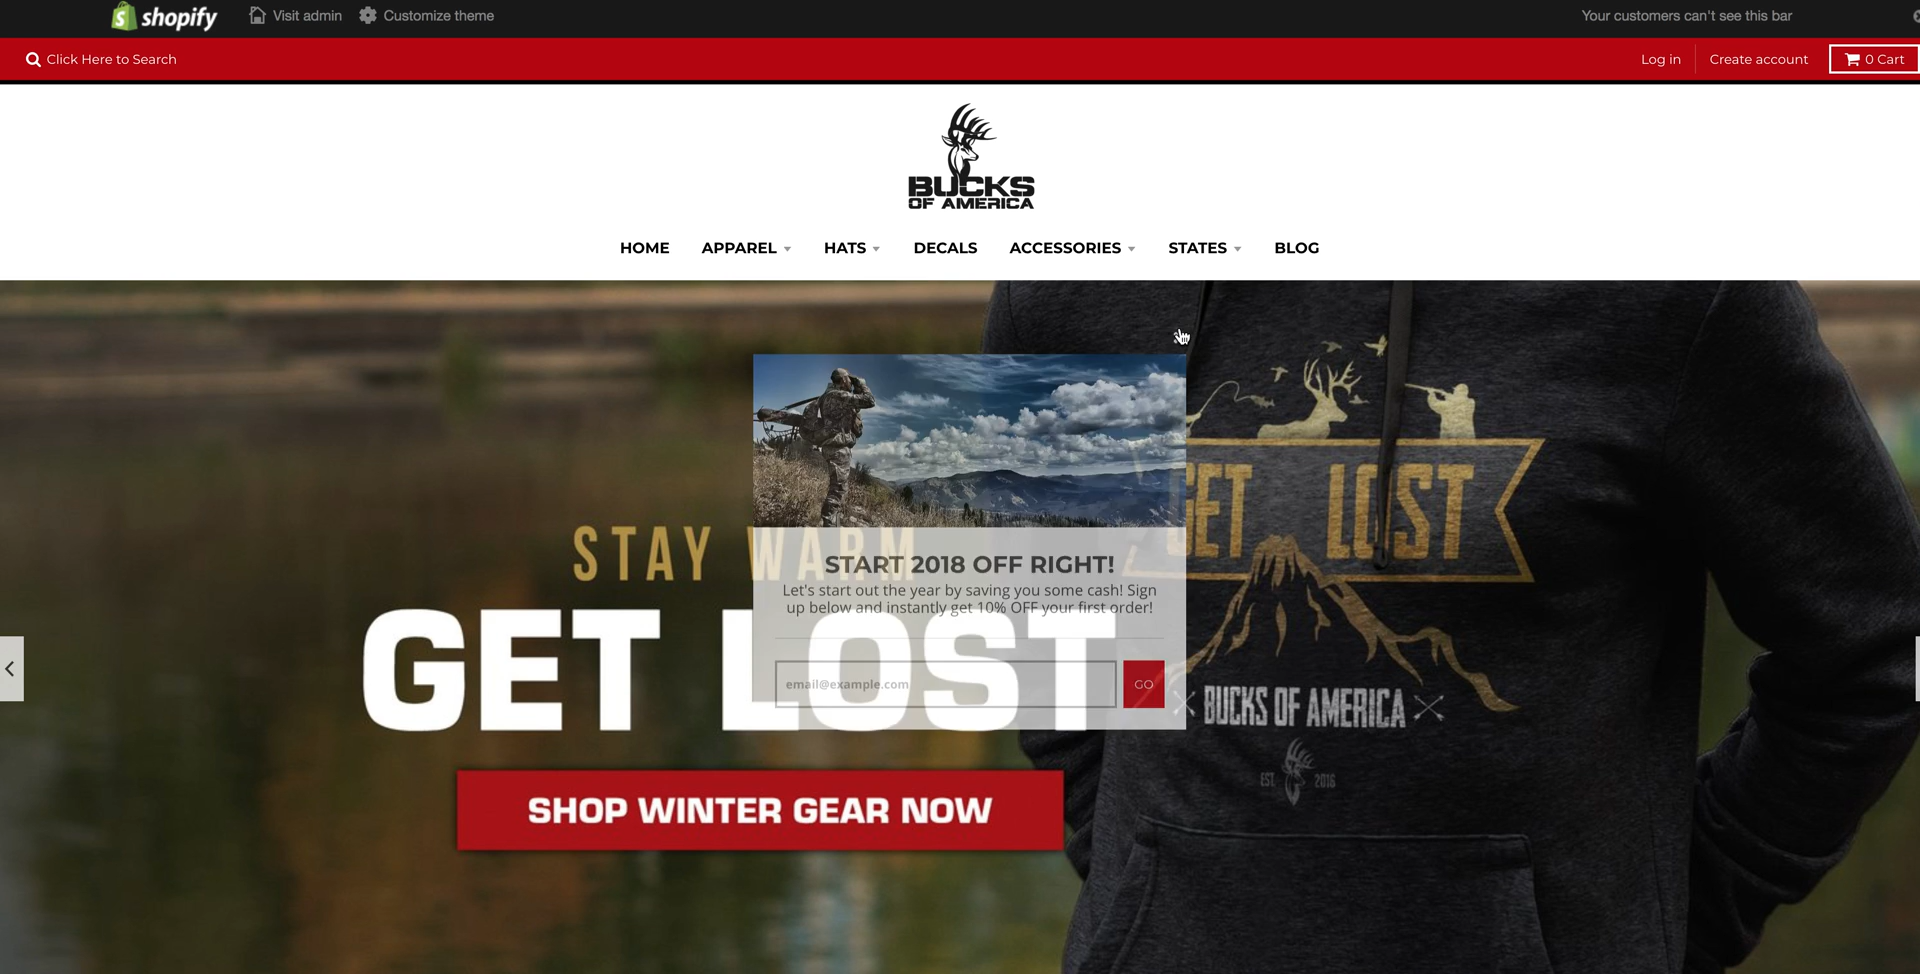 shopify Visit admin Customize theme Your customers can't see this bar
Click Here to Search Log in Create account 0 Cart
BUCKS
OF AMERICA
HOME APPAREL HATS DECALS ACCESSORIES STATES BLOG
STAY WARM
GET LOST
SHOP WINTER GEAR NOW
START 2018 OFF RIGHT!
Let's start out the year by saving you some cash! Sign
up below and instantly get 10% OFF your first order!
email@example.com GO
GET LOST
BUCKS OF AMERICA
EST 2016